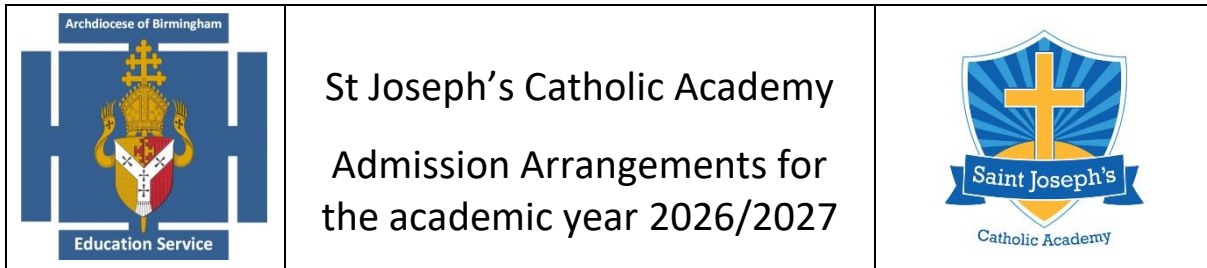 Archdiocese of Birmingham
Education Service
St Joseph’s Catholic Academy
Admission Arrangements for
the academic year 2026/2027
Saint Joseph's
Catholic Academy